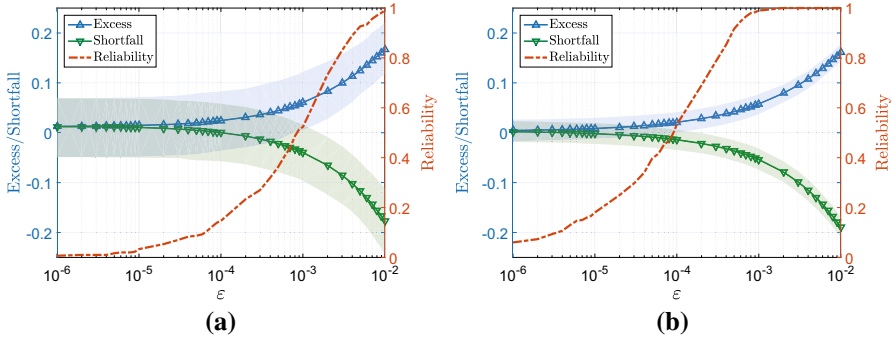 Excess
Shortfall
Reliability
Excess/Shortfall
0.2
0.1
0
-0.1
-0.2
1
0.8
0.6
0.4
0.2
0
Reliability
10^-6 10^-5 10^-4 10^-3 10^-2
ε
(a)
Excess
Shortfall
Reliability
Excess/Shortfall
0.2
0.1
0
-0.1
-0.2
1
0.8
0.6
0.4
0.2
0
Reliability
10^-6 10^-5 10^-4 10^-3 10^-2
ε
(b)